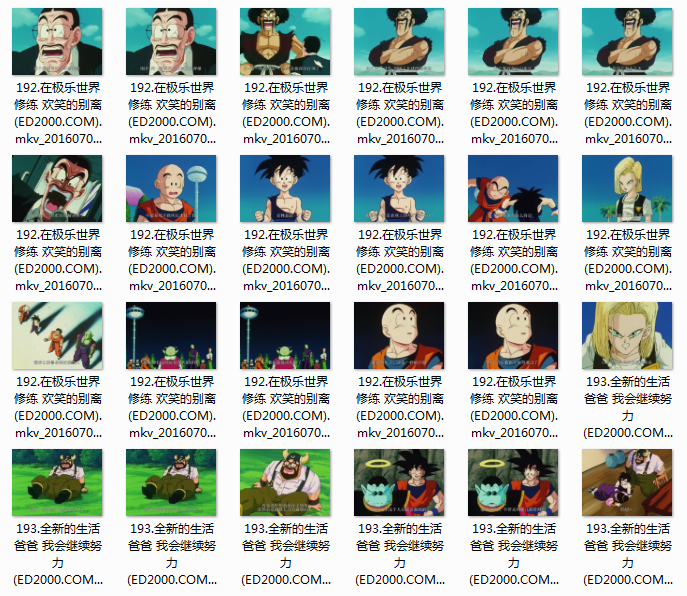 192.在极乐世界 192.在极乐世界 192.在极乐世界 192.在极乐世界 192.在极乐世界 192.在极乐世界
修练 欢笑的别离 修练 欢笑的别离 修练 欢笑的别离 修练 欢笑的别离 修练 欢笑的别离 修练 欢笑的别离
(ED2000.COM). (ED2000.COM). (ED2000.COM). (ED2000.COM). (ED2000.COM). (ED2000.COM).
mkv_2016070... mkv_2016070... mkv_2016070... mkv_2016070... mkv_2016070... mkv_2016070...
192.在极乐世界 192.在极乐世界 192.在极乐世界 192.在极乐世界 192.在极乐世界 192.在极乐世界
修练 欢笑的别离 修练 欢笑的别离 修练 欢笑的别离 修练 欢笑的别离 修练 欢笑的别离 修练 欢笑的别离
(ED2000.COM). (ED2000.COM). (ED2000.COM). (ED2000.COM). (ED2000.COM). (ED2000.COM).
mkv_2016070... mkv_2016070... mkv_2016070... mkv_2016070... mkv_2016070... mkv_2016070...
192.在极乐世界 192.在极乐世界 192.在极乐世界 192.在极乐世界 192.在极乐世界 193.全新的生活
修练 欢笑的别离 修练 欢笑的别离 修练 欢笑的别离 修练 欢笑的别离 修练 欢笑的别离 爸爸 我会继续努
(ED2000.COM). (ED2000.COM). (ED2000.COM). (ED2000.COM). (ED2000.COM). 力
mkv_2016070... mkv_2016070... mkv_2016070... mkv_2016070... mkv_2016070... (ED2000.COM...
193.全新的生活 193.全新的生活 193.全新的生活 193.全新的生活 193.全新的生活 193.全新的生活
爸爸 我会继续努 爸爸 我会继续努 爸爸 我会继续努 爸爸 我会继续努 爸爸 我会继续努 爸爸 我会继续努
力 力 力 力 力 力
(ED2000.COM... (ED2000.COM... (ED2000.COM... (ED2000.COM... (ED2000.COM... (ED2000.COM...